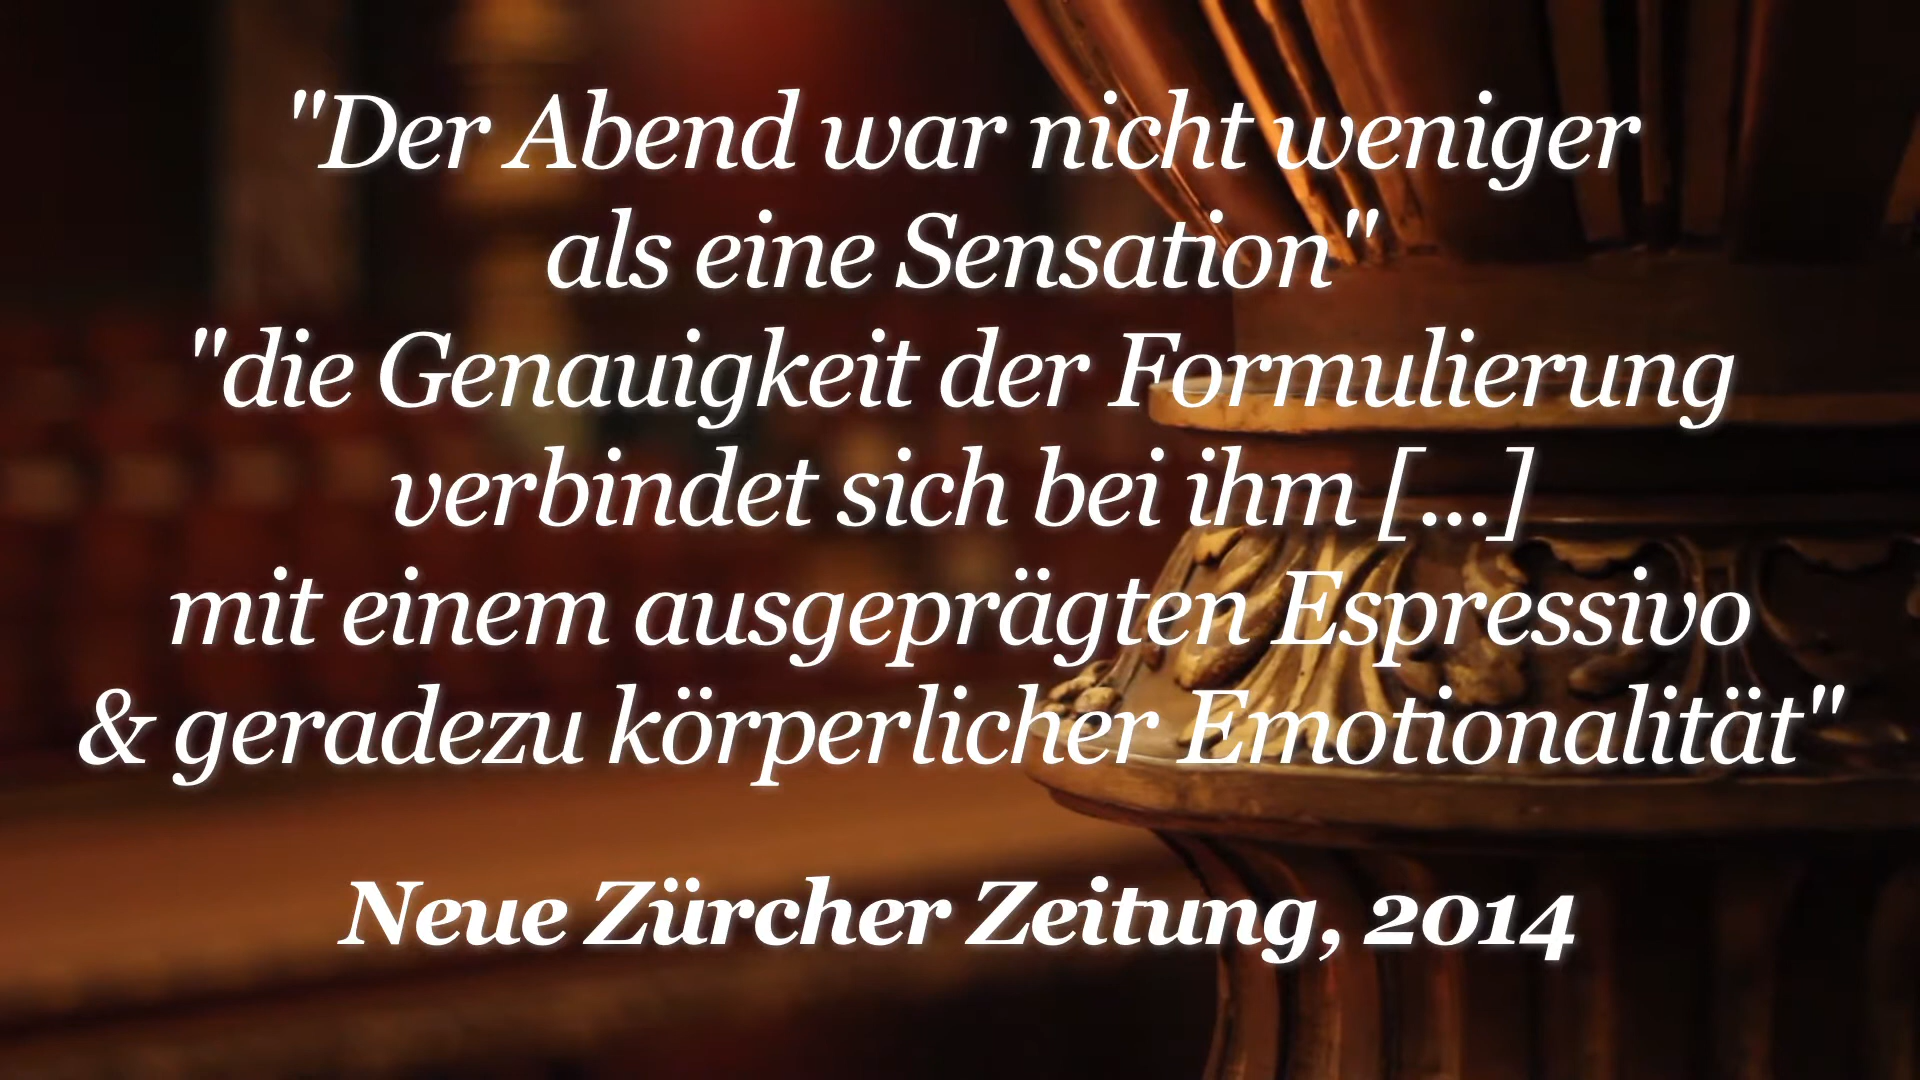 "Der Abend war nicht weniger
als eine Sensation"
"die Genauigkeit der Formulierung
verbindet sich bei ihm [...]
mit einem ausgeprägten Espressivo
& geradezu körperlicher Emotionalität"
Neue Zürcher Zeitung, 2014